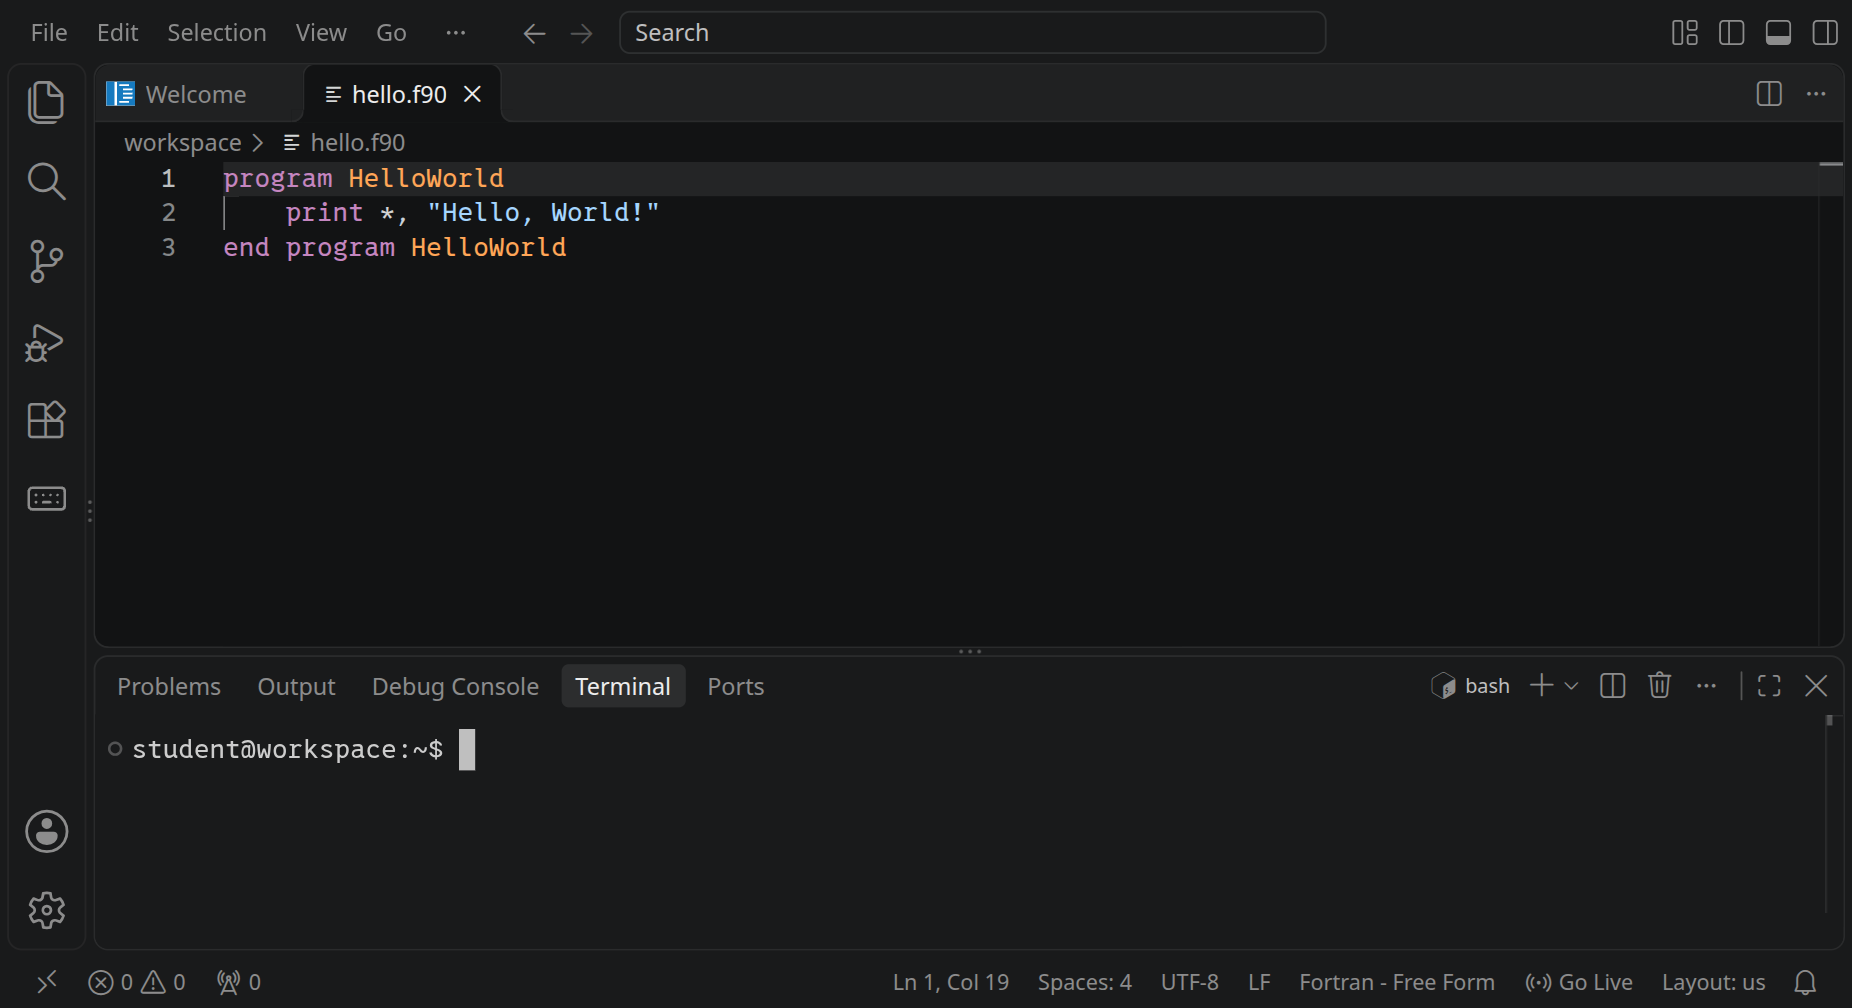 File Edit Selection View Go ··· Search
Welcome hello.f90
workspace > hello.f90
1 program HelloWorld
2     print *, "Hello, World!"
3 end program HelloWorld
Problems Output Debug Console Terminal Ports bash
student@workspace:~$
0 0 0 Ln 1, Col 19 Spaces: 4 UTF-8 LF Fortran - Free Form Go Live Layout: us